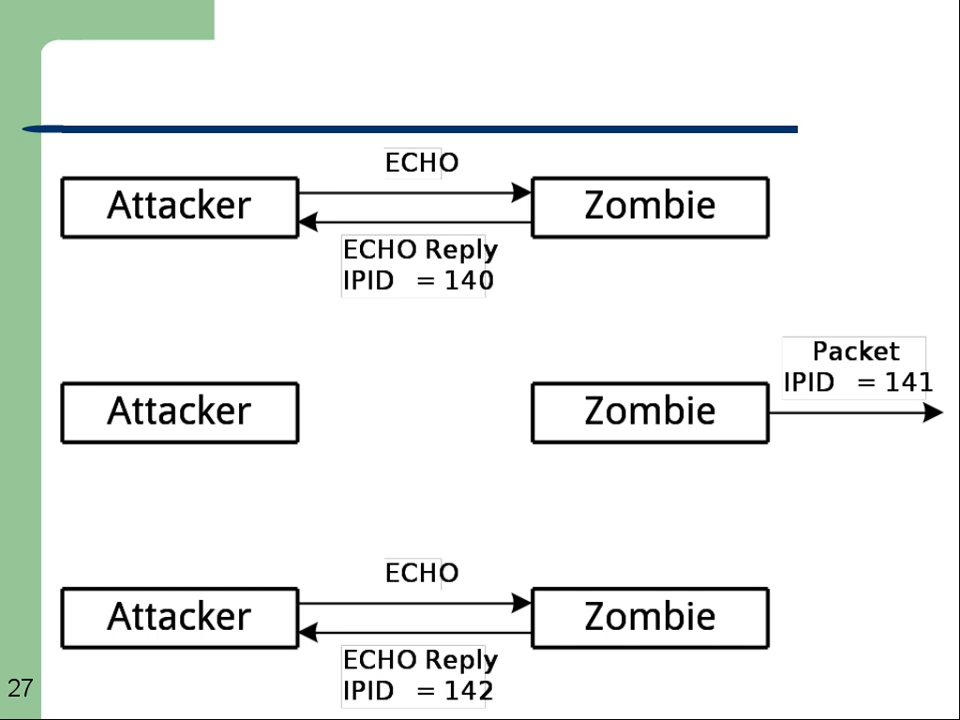 ECHO
Attacker
Zombie
ECHO Reply
IPID = 140
Packet
IPID = 141
Attacker
Zombie
ECHO
Attacker
Zombie
ECHO Reply
IPID = 142
27